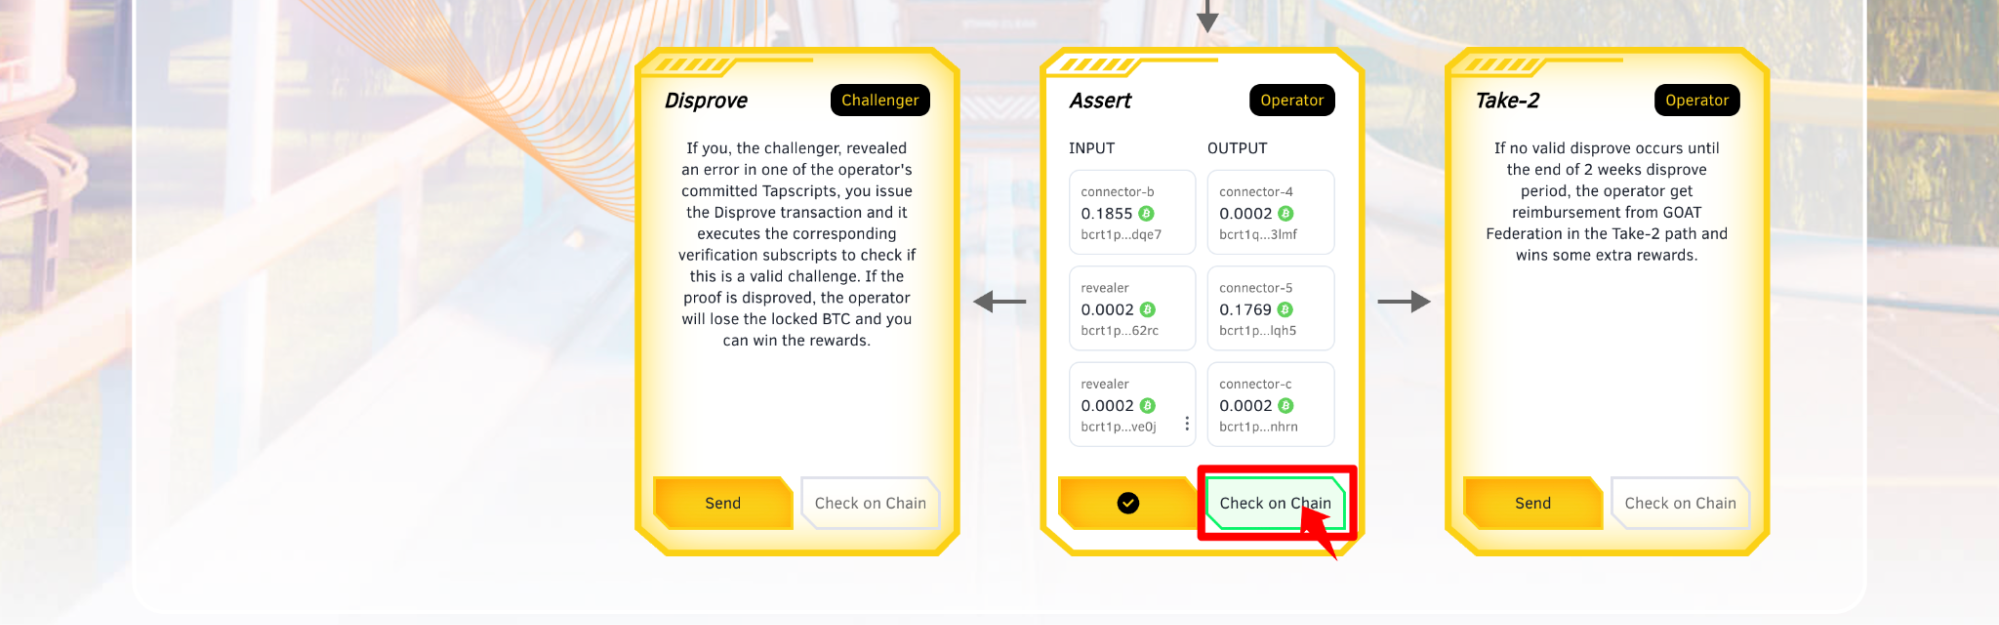 Disprove
Challenger
If you, the challenger, revealed
an error in one of the operator's
committed Tapscripts, you issue
the Disprove transaction and it
executes the corresponding
verification subscripts to check if
this is a valid challenge. If the
proof is disproved, the operator
will lose the locked BTC and you
can win the rewards.
Send
Check on Chain
Assert
Operator
INPUT
OUTPUT
connector-b
0.1855
bcrt1p...dqe7
connector-4
0.0002
bcrt1q...3lmf
revealer
0.0002
bcrt1p...62rc
connector-5
0.1769
bcrt1p...lqh5
revealer
0.0002
bcrt1p...ve0j
connector-c
0.0002
bcrt1p...nhrn
Check on Chain
Take-2
Operator
If no valid disprove occurs until
the end of 2 weeks disprove
period, the operator get
reimbursement from GOAT
Federation in the Take-2 path and
wins some extra rewards.
Send
Check on Chain